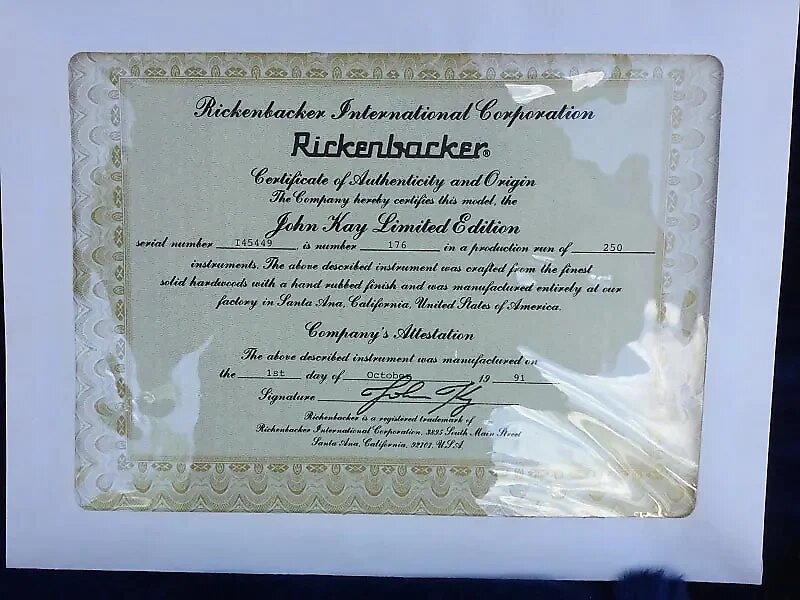 Rickenbacker International Corporation
Rickenbacker®
Certificate of Authenticity and Origin
The Company hereby certifies this model, the
John Kay Limited Edition
serial number I45449, is number 176 in a production run of 250
instruments. The above described instrument was crafted from the finest
solid hardwoods with a hand rubbed finish and was manufactured entirely at our
factory in Santa Ana, California, United States of America.
Company's Attestation
The above described instrument was manufactured on
the 1st day of October 19 91
Signature John Kay
Rickenbacker is a registered trademark of
Rickenbacker International Corporation, 3895 South Main Street
Santa Ana, California, 92707, U.S.A.